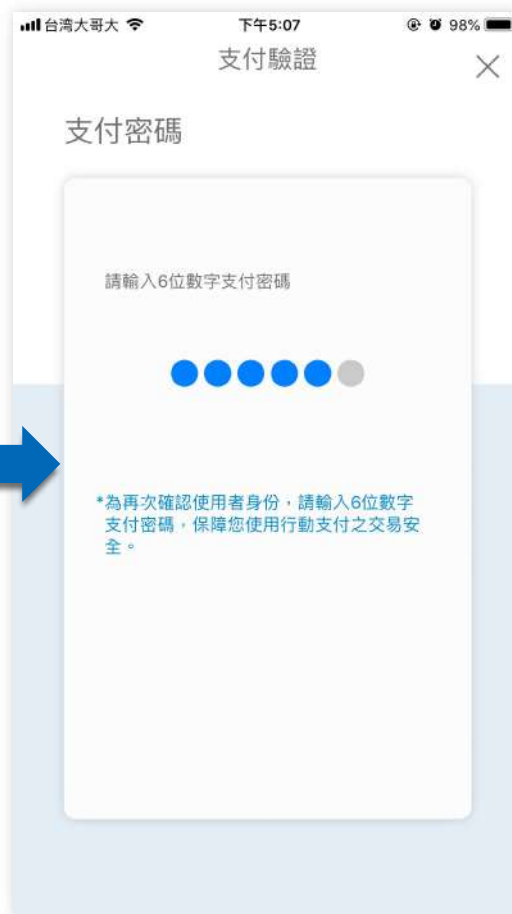 台湾大哥大 下午5:07 98%
支付驗證
支付密碼
請輸入6位數字支付密碼
*為再次確認使用者身份，請輸入6位數字
支付密碼，保障您使用行動支付之交易安
全。